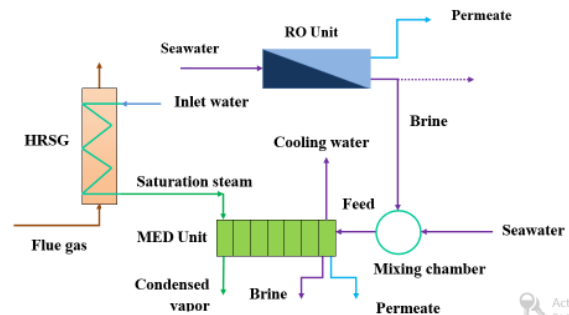 Permeate
RO Unit
Seawater
Inlet water
HRSG
Brine
Cooling water
Saturation steam
Feed
Seawater
MED Unit
Flue gas
Mixing chamber
Condensed
vapor
Brine
Permeate